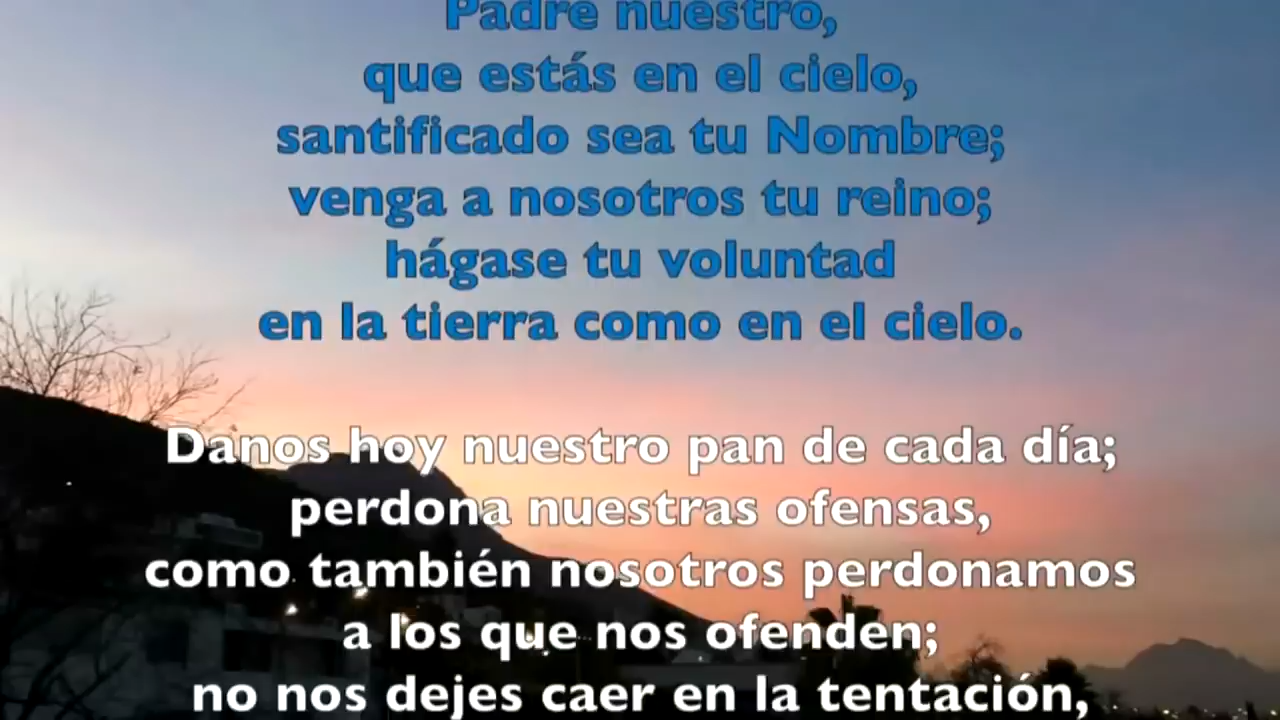 Padre nuestro,
que estás en el cielo,
santificado sea tu Nombre;
venga a nosotros tu reino;
hágase tu voluntad
en la tierra como en el cielo.
Danos hoy nuestro pan de cada día;
perdona nuestras ofensas,
como también nosotros perdonamos
a los que nos ofenden;
no nos dejes caer en la tentación,